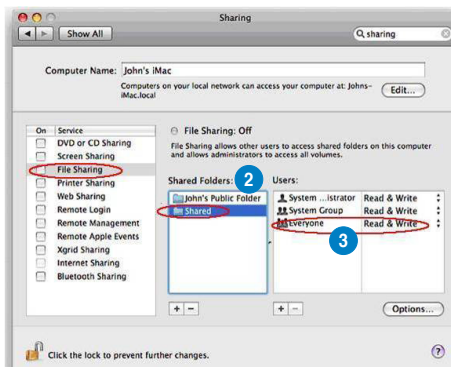 Sharing
Show All
sharing
Computer Name: John's iMac
Computers on your local network can access your computer at: Johns-
iMac.local
Edit...
On Service
DVD or CD Sharing
Screen Sharing
File Sharing
Printer Sharing
Web Sharing
Remote Login
Remote Management
Remote Apple Events
Xgrid Sharing
Internet Sharing
Bluetooth Sharing
File Sharing: Off
File Sharing allows other users to access shared folders on this computer
and allows administrators to access all volumes.
Shared Folders: 2
John's Public Folder
Shared
Users:
System ...istrator Read & Write
System Group Read & Write
Everyone Read & Write
3
+ -
+ -
Options...
Click the lock to prevent further changes.
?